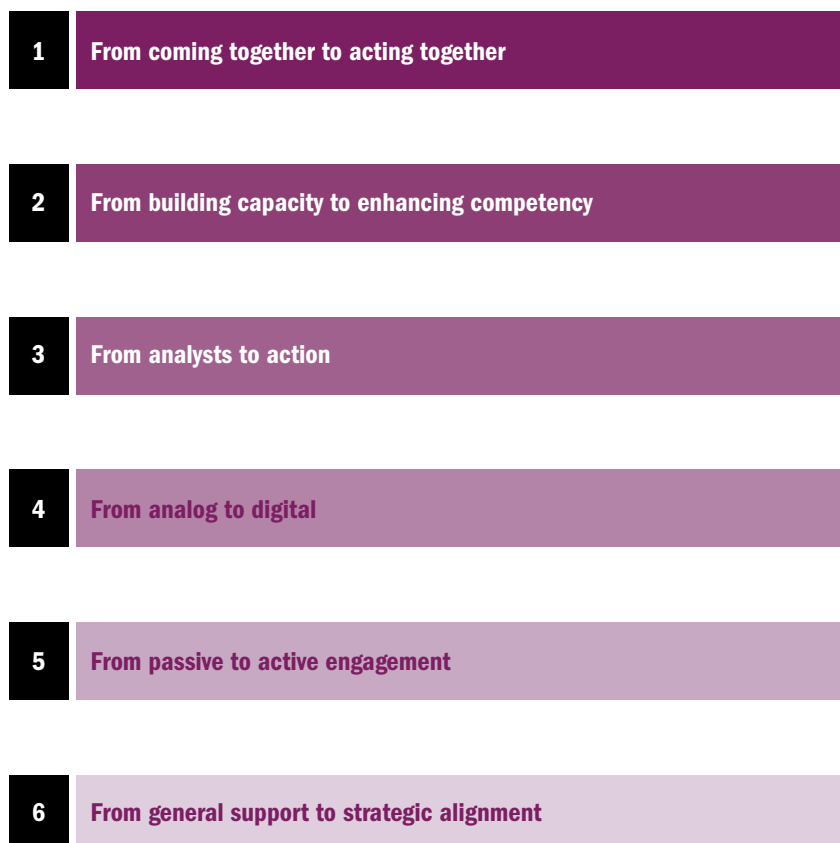 1 From coming together to acting together
2 From building capacity to enhancing competency
3 From analysts to action
4 From analog to digital
5 From passive to active engagement
6 From general support to strategic alignment